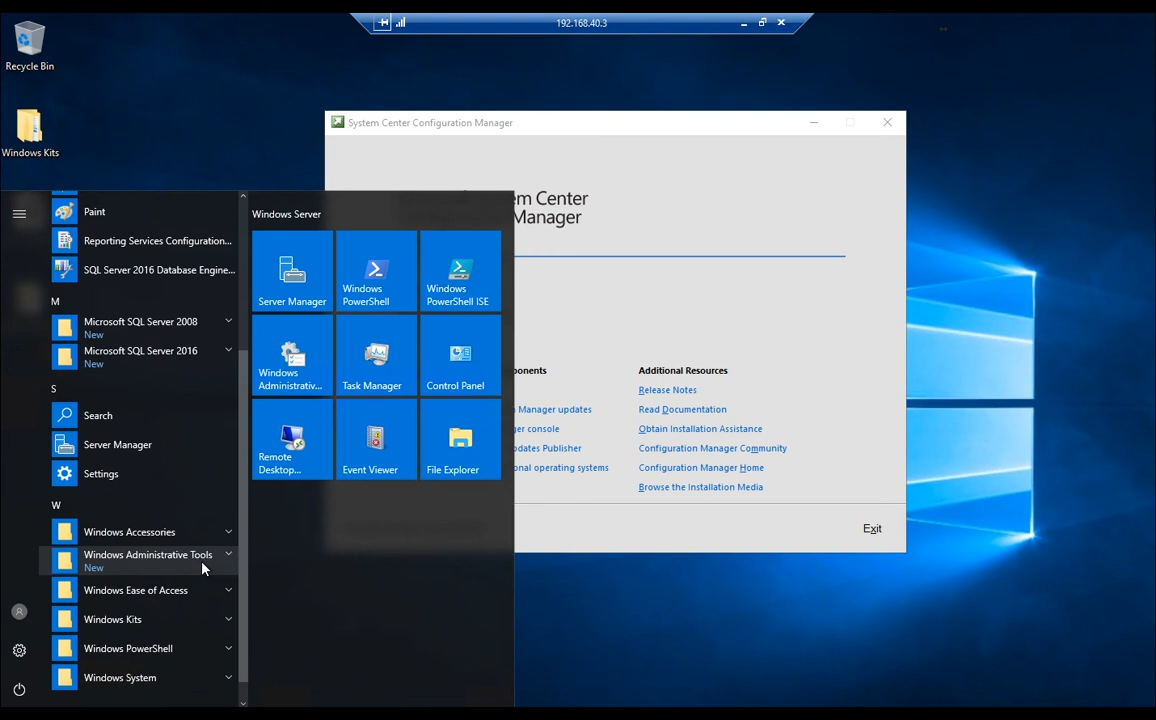 192.168.40.3
Recycle Bin
Windows Kits
System Center Configuration Manager
em Center
Manager
Paint
Reporting Services Configuration...
SQL Server 2016 Database Engine...
M
Microsoft SQL Server 2008
New
Microsoft SQL Server 2016
New
S
Search
Server Manager
Settings
W
Windows Accessories
Windows Administrative Tools
New
Windows Ease of Access
Windows Kits
Windows PowerShell
Windows System
Windows Server
Server Manager
Windows
PowerShell
Windows
PowerShell ISE
Windows
Administrativ...
Task Manager
Control Panel
Remote
Desktop...
Event Viewer
File Explorer
onents
Manager updates
er console
pdates Publisher
onal operating systems
Additional Resources
Release Notes
Read Documentation
Obtain Installation Assistance
Configuration Manager Community
Configuration Manager Home
Browse the Installation Media
Exit